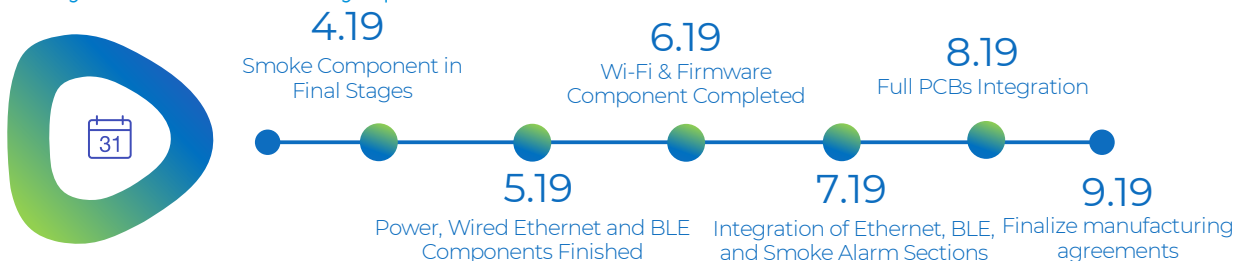 4.19
Smoke Component in
Final Stages
6.19
Wi-Fi & Firmware
Component Completed
8.19
Full PCBs Integration
31
5.19
Power, Wired Ethernet and BLE
Components Finished
7.19
Integration of Ethernet, BLE,
and Smoke Alarm Sections
9.19
Finalize manufacturing
agreements